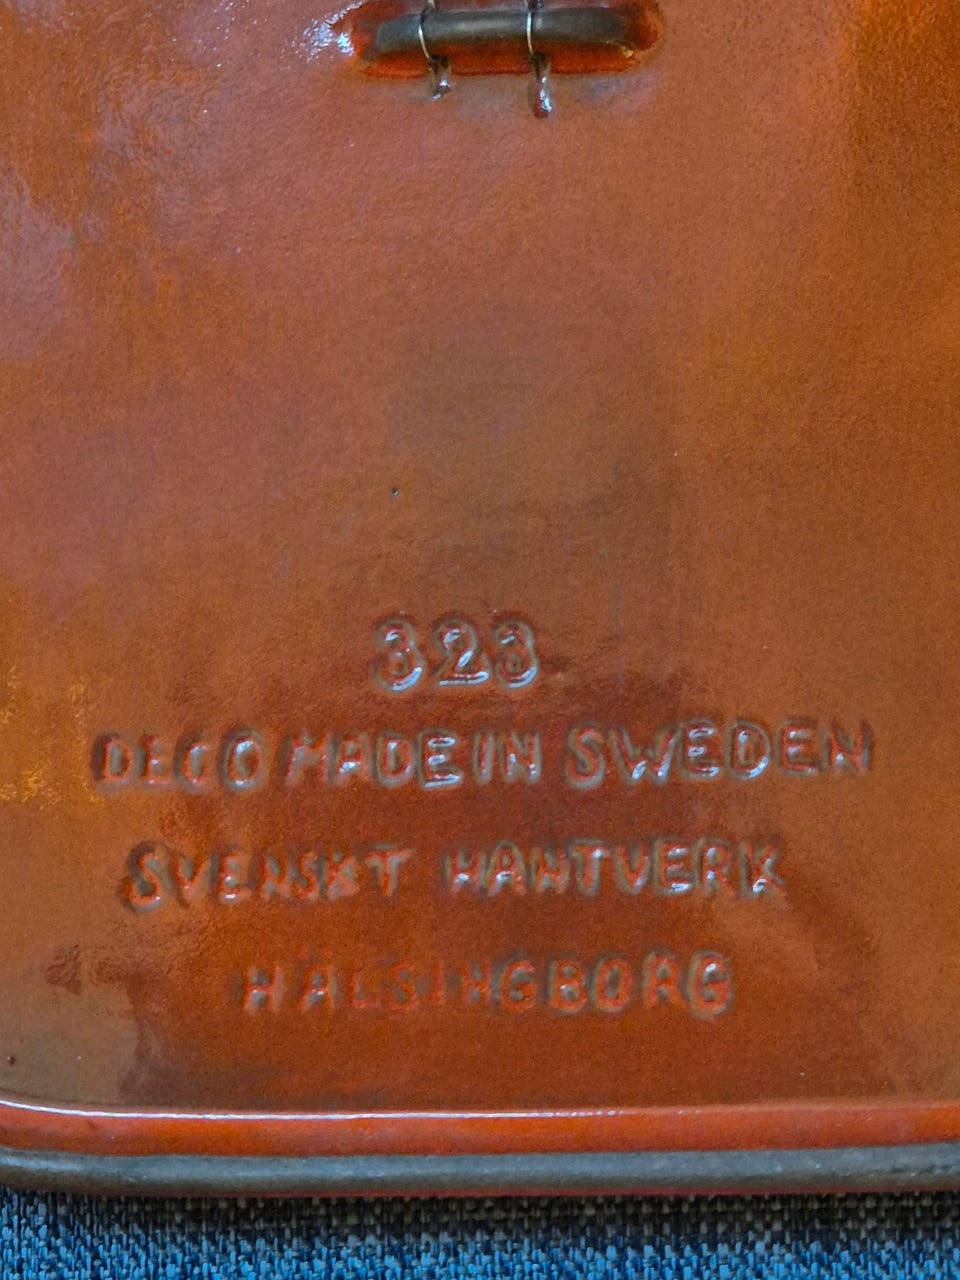 323
DECO MADE IN SWEDEN
SVENSKT HANTVERK
HÄLSINGBORG